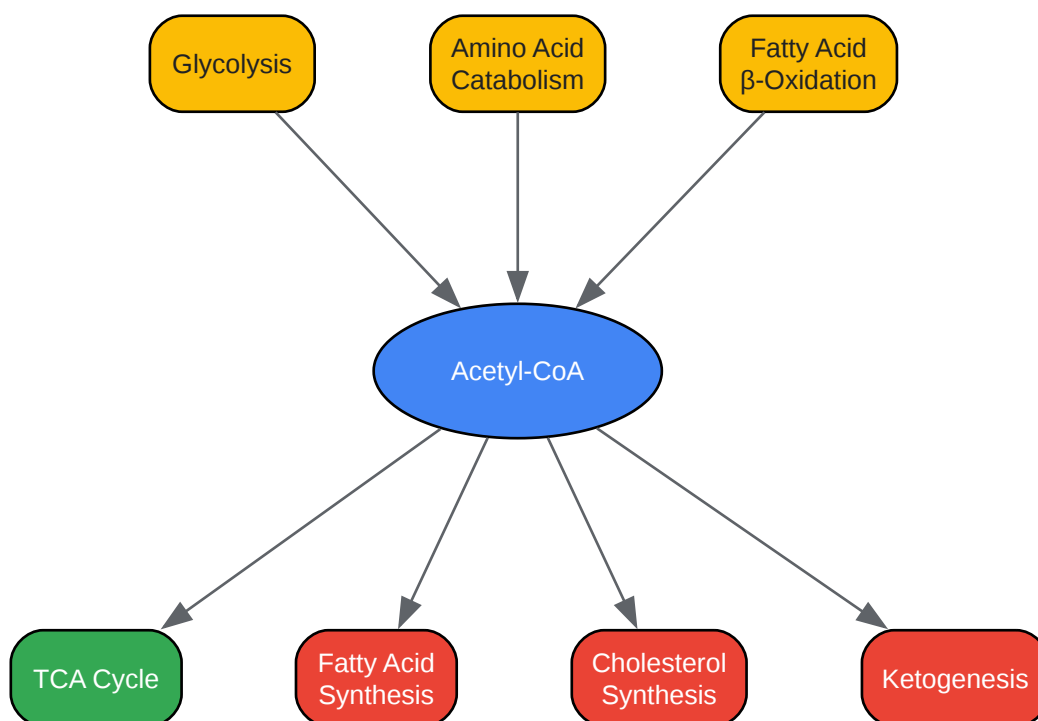 Glycolysis
Amino Acid
Catabolism
Fatty Acid
β-Oxidation
Acetyl-CoA
TCA Cycle
Fatty Acid
Synthesis
Cholesterol
Synthesis
Ketogenesis